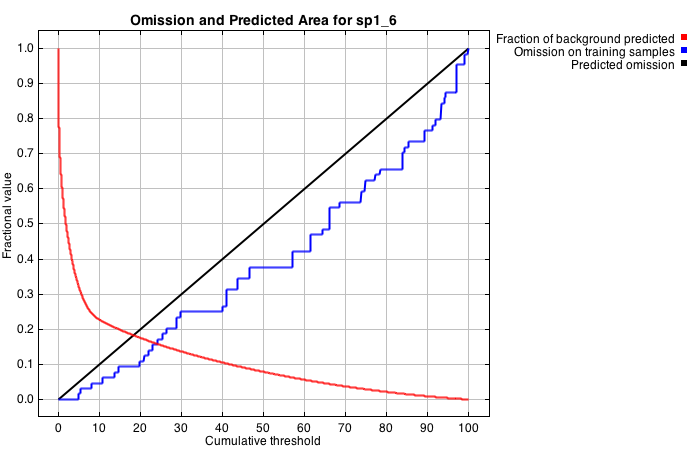 Omission and Predicted Area for sp1_6
Fraction of background predicted
Omission on training samples
Predicted omission
Fractional value
1.0
0.9
0.8
0.7
0.6
0.5
0.4
0.3
0.2
0.1
0.0
0 10 20 30 40 50 60 70 80 90 100
Cumulative threshold